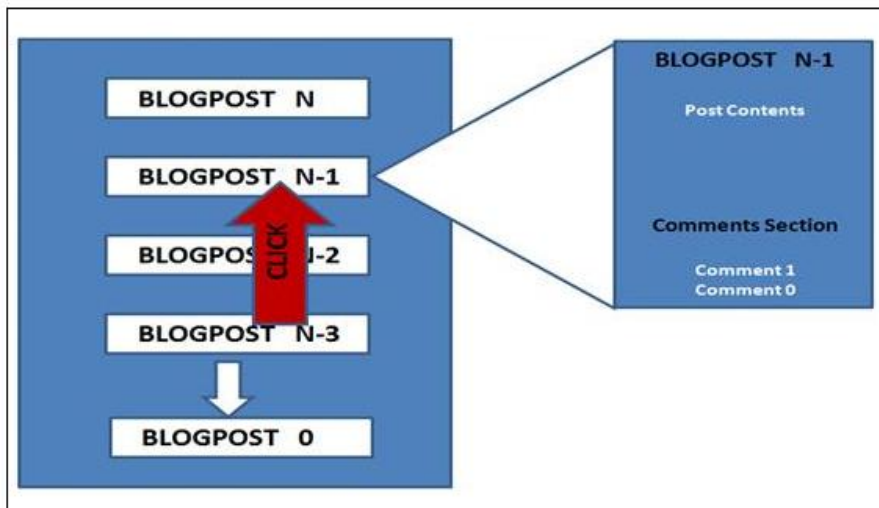 BLOGPOST N
BLOGPOST N-1
BLOGPOST N-2
CLICK
BLOGPOST N-3
BLOGPOST 0
BLOGPOST N-1
Post Contents
Comments Section
Comment 1
Comment 0